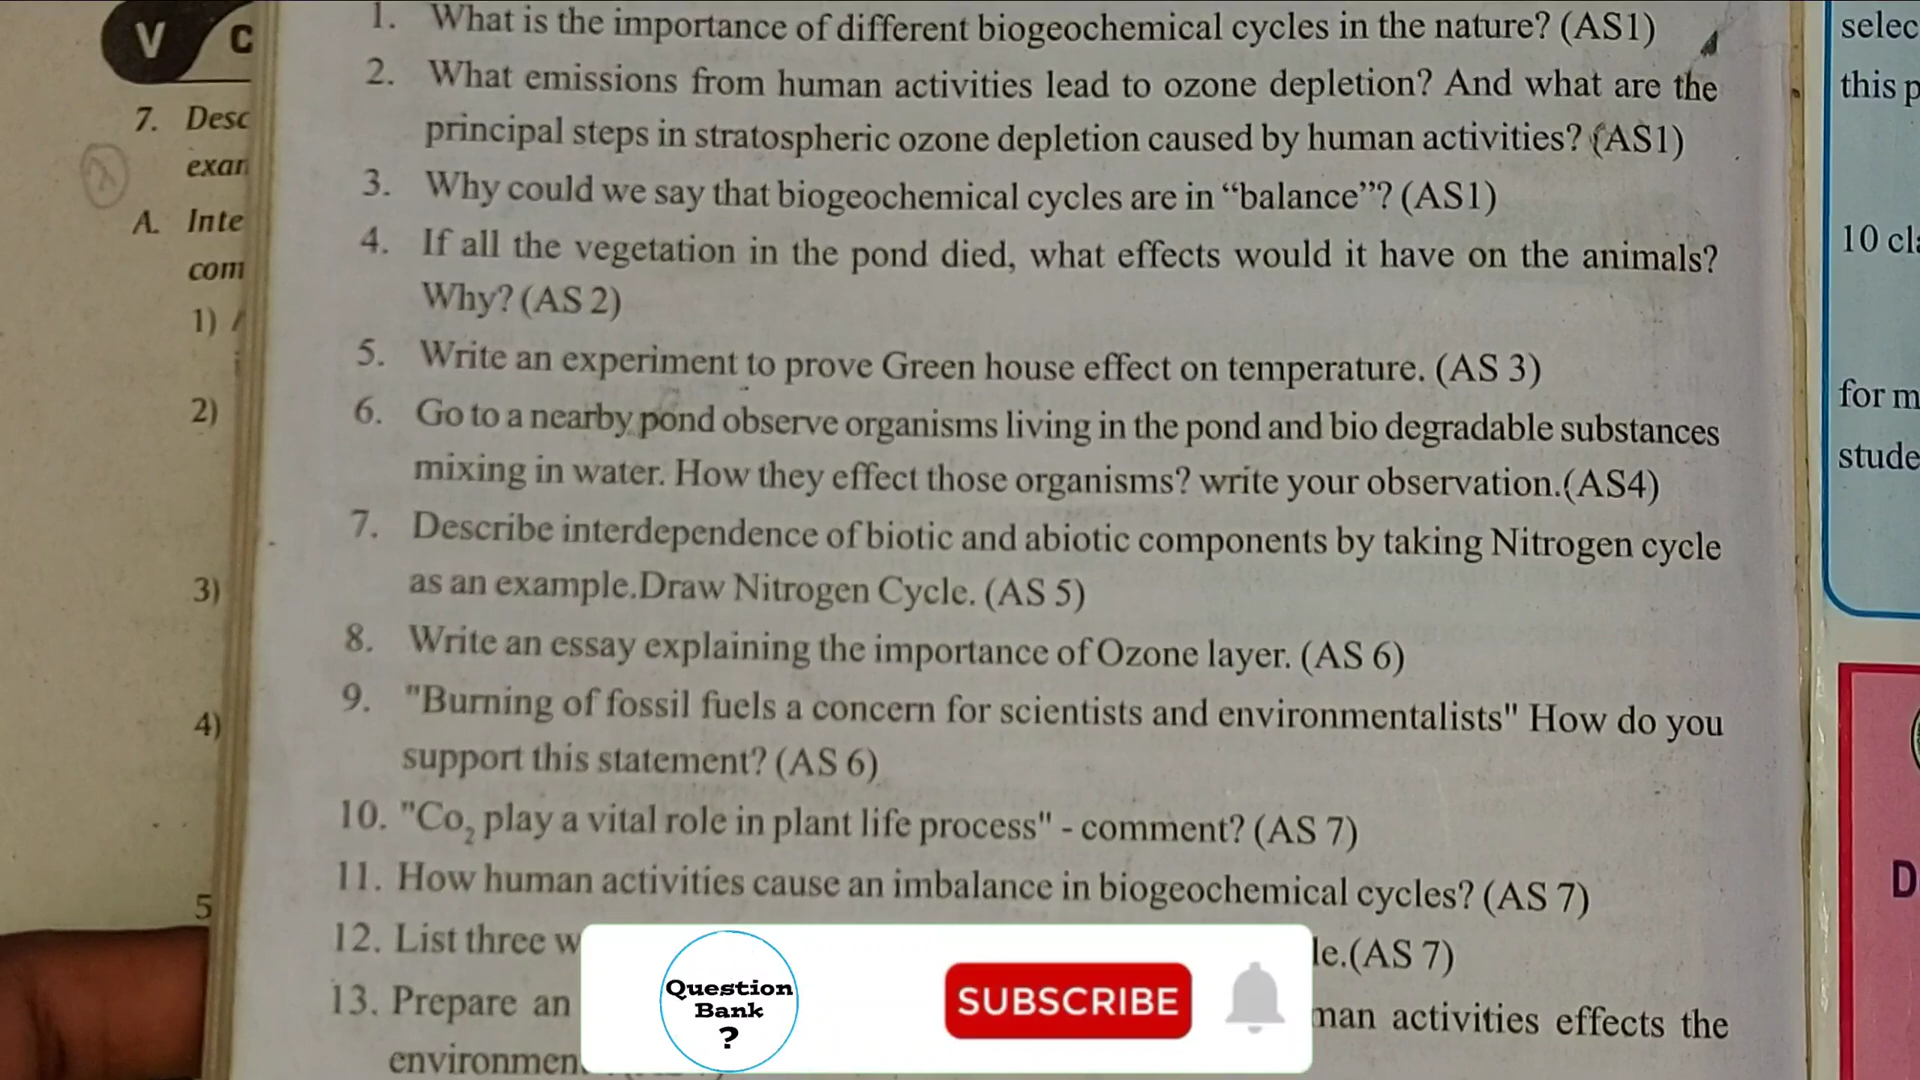 V C
7. Desc
exan
A. Inte
com
1)
2)
3)
4)
5
1. What is the importance of different biogeochemical cycles in the nature? (AS1)
2. What emissions from human activities lead to ozone depletion? And what are the
principal steps in stratospheric ozone depletion caused by human activities? (AS1)
3. Why could we say that biogeochemical cycles are in “balance”? (AS1)
4. If all the vegetation in the pond died, what effects would it have on the animals?
Why? (AS 2)
5. Write an experiment to prove Green house effect on temperature. (AS 3)
6. Go to a nearby pond observe organisms living in the pond and bio degradable substances
mixing in water. How they effect those organisms? write your observation.(AS4)
7. Describe interdependence of biotic and abiotic components by taking Nitrogen cycle
as an example.Draw Nitrogen Cycle. (AS 5)
8. Write an essay explaining the importance of Ozone layer. (AS 6)
9. "Burning of fossil fuels a concern for scientists and environmentalists" How do you
support this statement? (AS 6)
10. "Co₂ play a vital role in plant life process" - comment? (AS 7)
11. How human activities cause an imbalance in biogeochemical cycles? (AS 7)
12. List three w le.(AS 7)
13. Prepare an man activities effects the
environmen
Question
Bank
?
SUBSCRIBE
selec
this p
10 cla
for m
stude
D